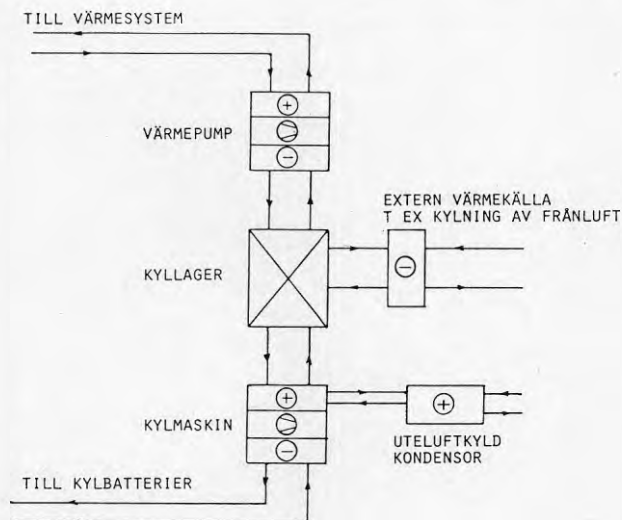 TILL VÄRMESYSTEM
+
VÄRMEPUMP
−
EXTERN VÄRMEKÄLLA
T EX KYLNING AV FRÅNLUFT
KYLLAGER
−
+
+
KYLMASKIN
−
UTELUFTKYLD
KONDENSOR
TILL KYLBATTERIER